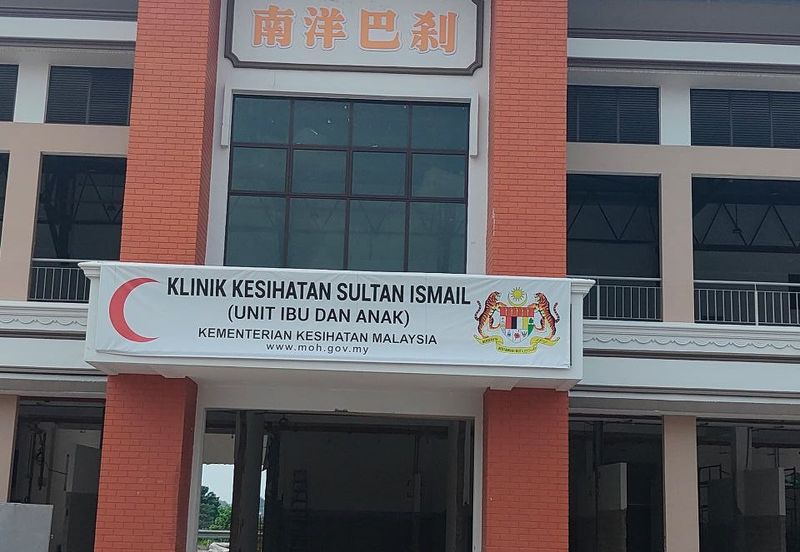 南洋巴刹
KLINIK KESIHATAN SULTAN ISMAIL
(UNIT IBU DAN ANAK)
KEMENTERIAN KESIHATAN MALAYSIA
www.moh.gov.my